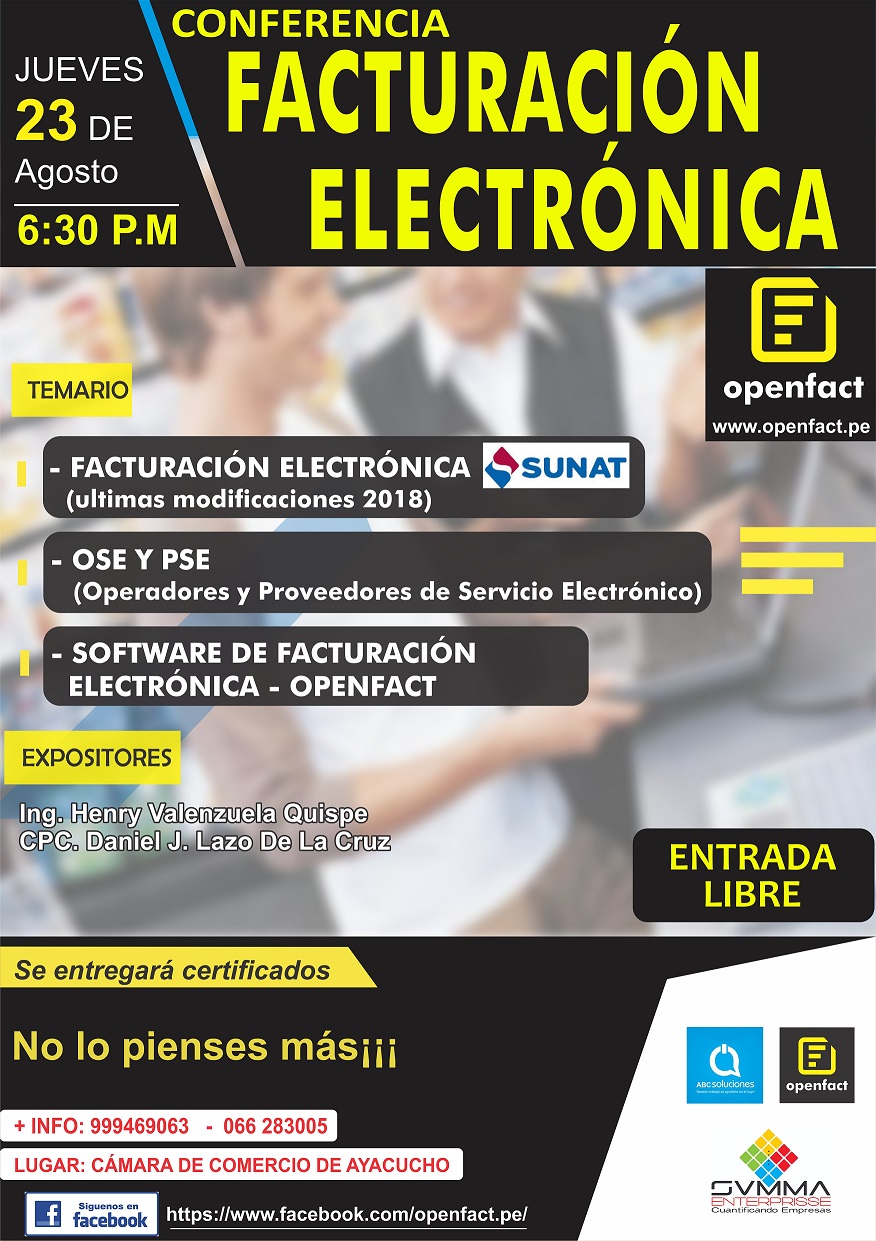 CONFERENCIA
FACTURACIÓN
ELECTRÓNICA
JUEVES
23 DE
Agosto
6:30 P.M
openfact
www.openfact.pe
TEMARIO
- FACTURACIÓN ELECTRÓNICA SUNAT
(ultimas modificaciones 2018)
- OSE Y PSE
(Operadores y Proveedores de Servicio Electrónico)
- SOFTWARE DE FACTURACIÓN
ELECTRÓNICA - OPENFACT
EXPOSITORES
Ing. Henry Valenzuela Quispe
CPC. Daniel J. Lazo De La Cruz
ENTRADA
LIBRE
Se entregará certificados
No lo pienses más¡¡¡
ABC SOLUCIONES
openfact
+ INFO: 999469063 - 066 283005
LUGAR: CÁMARA DE COMERCIO DE AYACUCHO
SVMMA
ENTERPRISSE
Cuantificando Empresas
Siguenos en
facebook
https://www.facebook.com/openfact.pe/